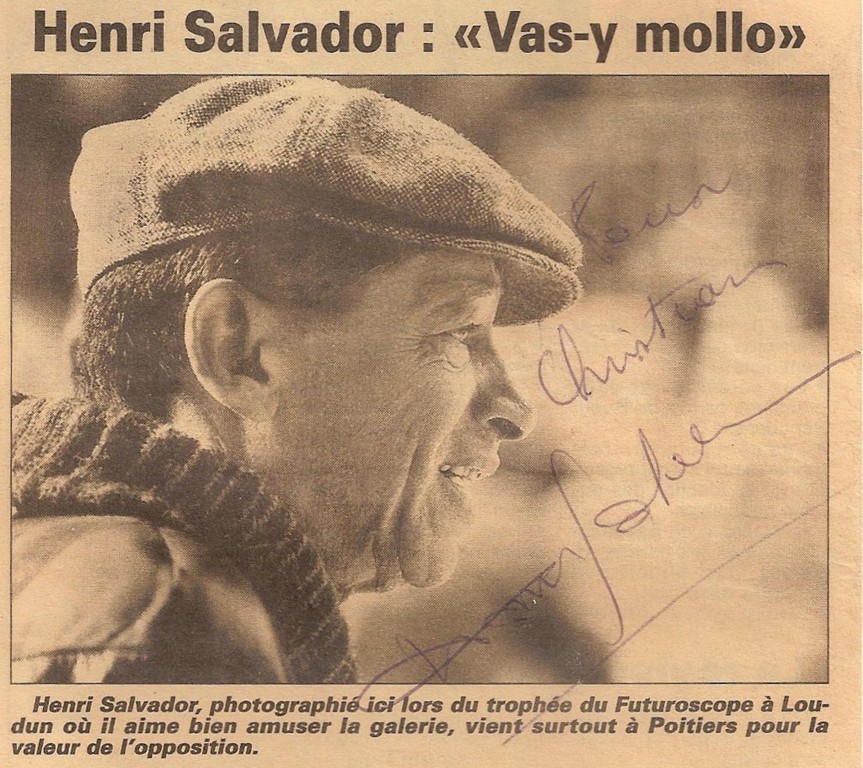 Henri Salvador : «Vas-y mollo»
Pour
Christian
Henri Salvador, photographié ici lors du trophée du Futuroscope à Lou-
dun où il aime bien amuser la galerie, vient surtout à Poitiers pour la
valeur de l'opposition.